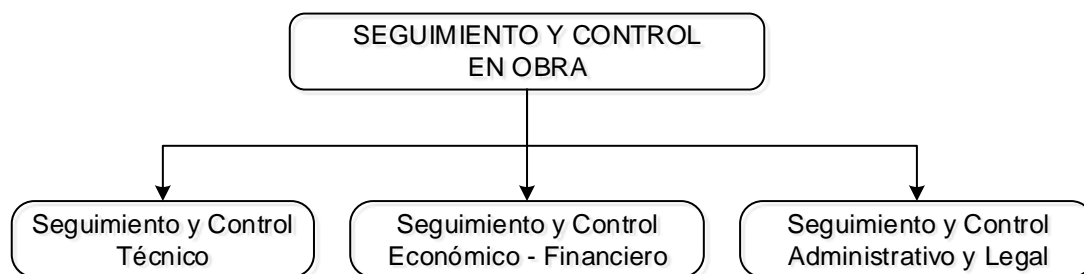 SEGUIMIENTO Y CONTROL
EN OBRA
Seguimiento y Control
Técnico
Seguimiento y Control
Económico - Financiero
Seguimiento y Control
Administrativo y Legal